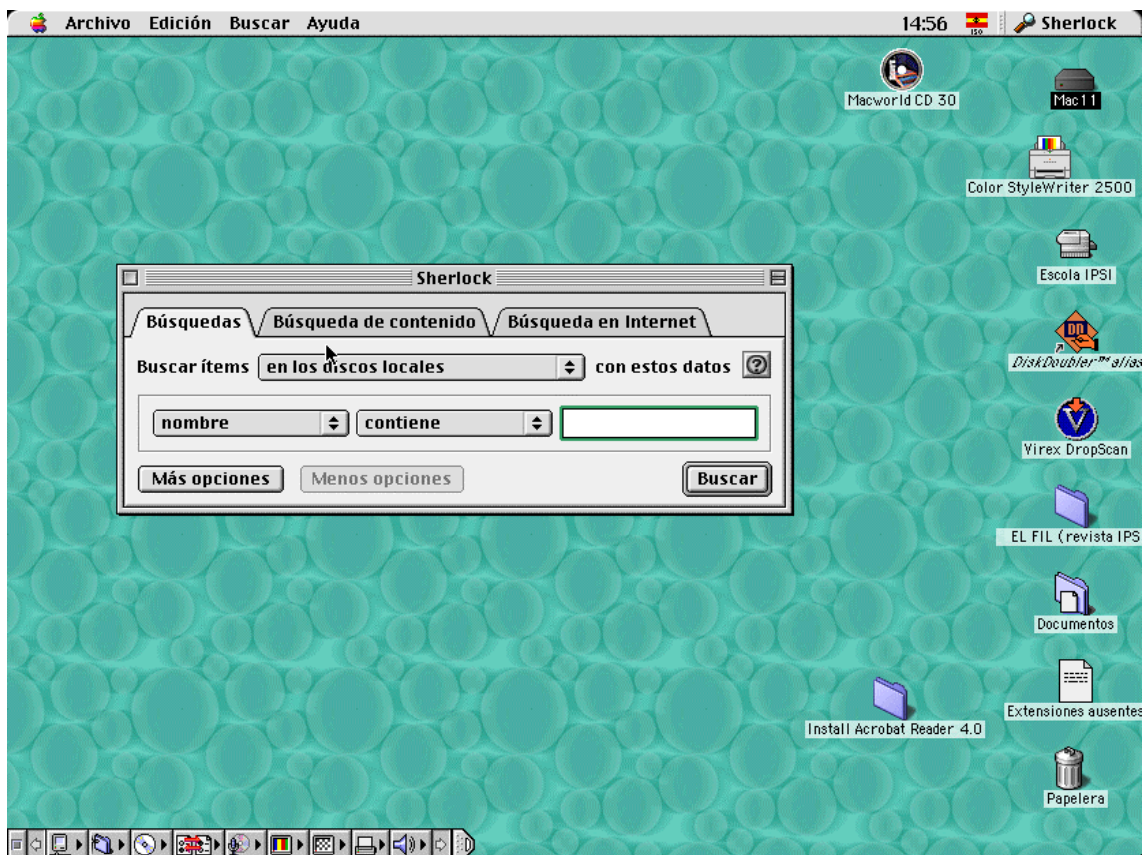 Archivo Edición Buscar Ayuda 14:56 ISO Sherlock
Macworld CD 30
Mac11
Color StyleWriter 2500
Escola IPSI
DiskDoubler™ alias
Virex DropScan
EL FIL (revista IPS
Documentos
Extensiones ausentes
Install Acrobat Reader 4.0
Papelera
Sherlock
Búsquedas Búsqueda de contenido Búsqueda en Internet
Buscar ítems en los discos locales con estos datos ?
nombre contiene
Más opciones Menos opciones Buscar